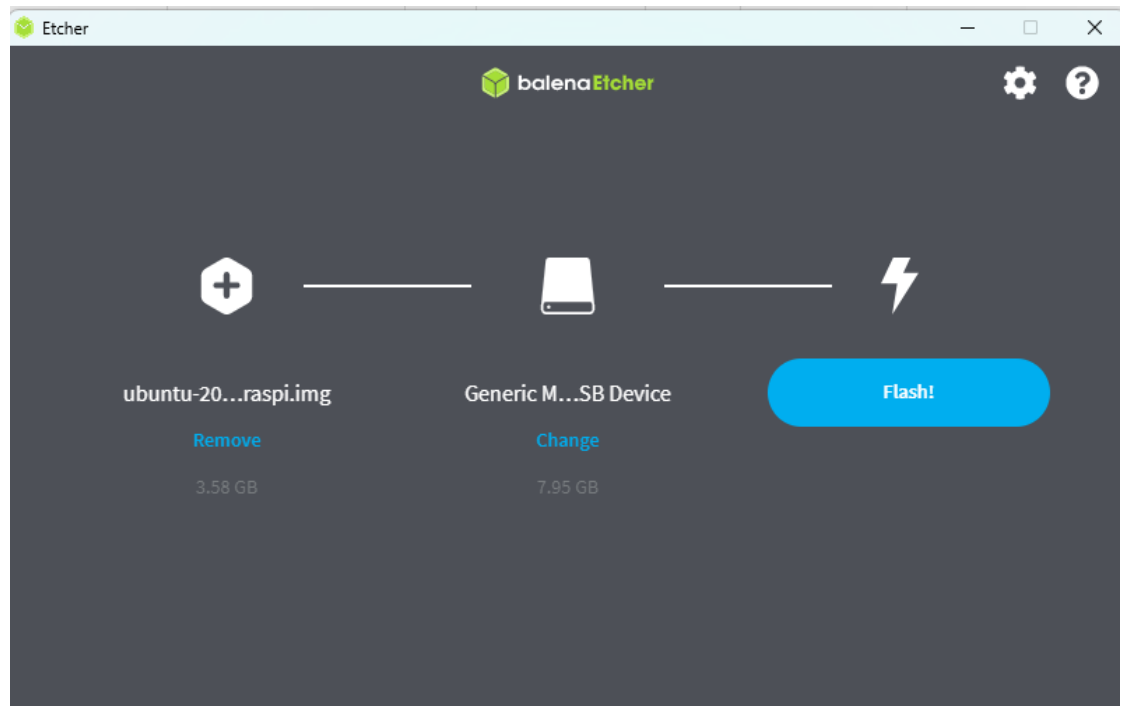 Etcher
balenaEtcher
ubuntu-20...raspi.img
Generic M...SB Device
Flash!
Remove
Change
3.58 GB
7.95 GB